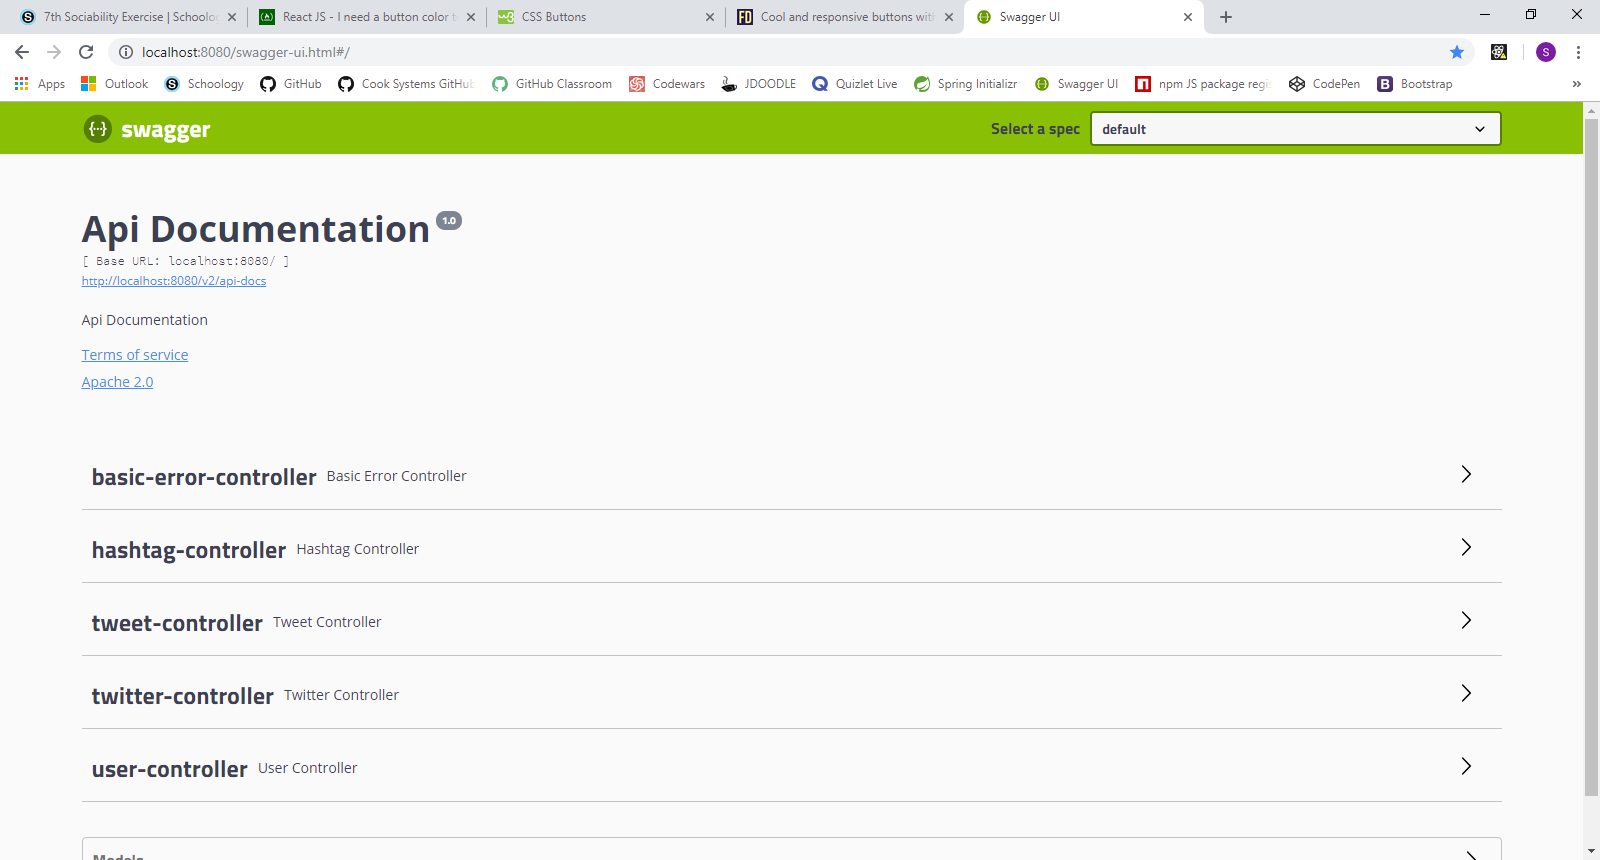 7th Sociability Exercise | Schoolo
React JS - I need a button color t
CSS Buttons
Cool and responsive buttons wit
Swagger UI
localhost:8080/swagger-ui.html#/
S
Apps
Outlook
Schoology
GitHub
Cook Systems GitHub
GitHub Classroom
Codewars
JDOODLE
Quizlet Live
Spring Initializr
Swagger UI
npm JS package regi
CodePen
Bootstrap
swagger
Select a spec
default
Api Documentation 1.0
[ Base URL: localhost:8080/ ]
http://localhost:8080/v2/api-docs
Api Documentation
Terms of service
Apache 2.0
basic-error-controller Basic Error Controller
hashtag-controller Hashtag Controller
tweet-controller Tweet Controller
twitter-controller Twitter Controller
user-controller User Controller
Models